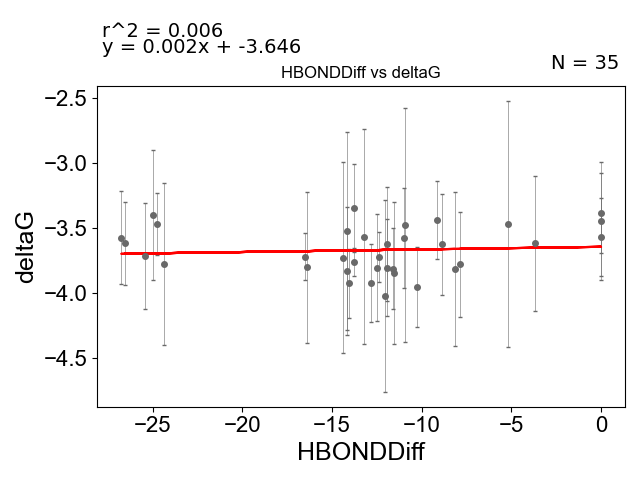 r^2 = 0.006
y = 0.002x + -3.646
N = 35
HBONDDiff vs deltaG
−2.5
−3.0
−3.5
−4.0
−4.5
deltaG
−25
−20
−15
−10
−5
0
HBONDDiff